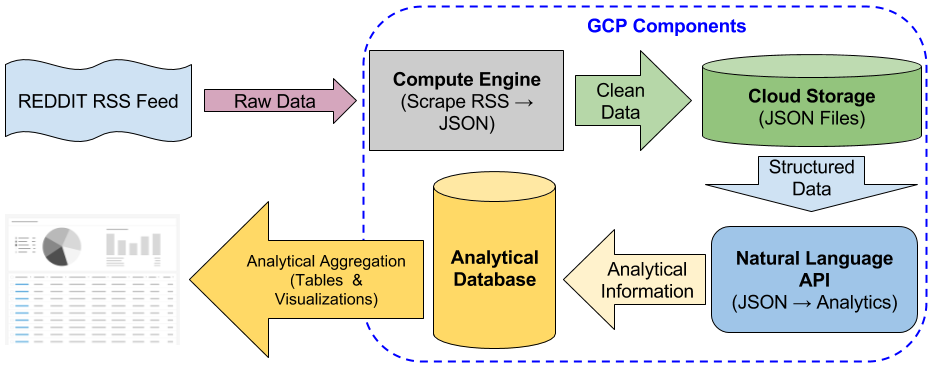 GCP Components
REDDIT RSS Feed
Raw Data
Compute Engine
(Scrape RSS →
JSON)
Clean
Data
Cloud Storage
(JSON Files)
Structured
Data
Natural Language
API
(JSON → Analytics)
Analytical
Information
Analytical
Database
Analytical Aggregation
(Tables &
Visualizations)